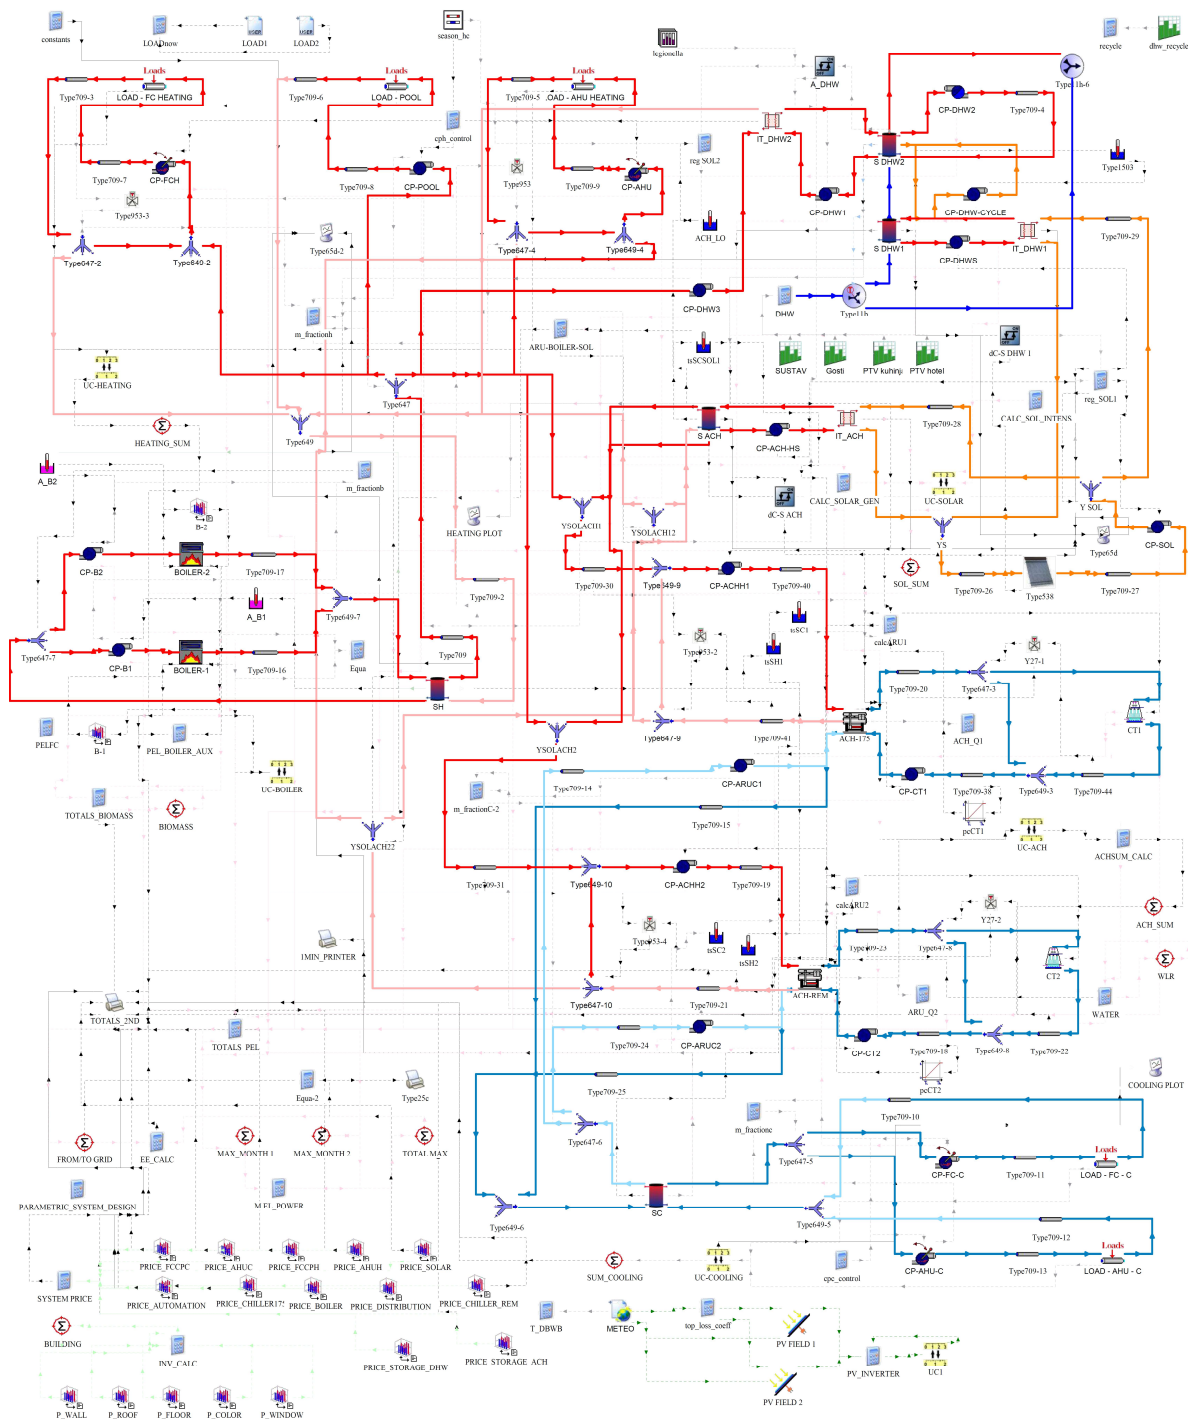 constants
LOADnow
LOAD1
LOAD2
season_hc
legionella
A_DHW
recycle
dhw_recycle
Type11h-6
Type709-3
Loads
LOAD - FC HEATING
Type709-6
Loads
LOAD - POOL
Type709-5
Loads
LOAD - AHU HEATING
IT_DHW2
CP-DHW2
Type709-4
cph_control
reg SOL2
S DHW2
Type1503
Type709-7
CP-FCH
Type709-8
CP-POOL
Type953
Type709-9
CP-AHU
CP-DHW1
CP-DHW-CYCLE
Type953-3
ACH_LO
S DHW1
CP-DHWS
IT_DHW1
Type709-29
Type647-2
Type649-2
Type65d-2
Type647-4
Type649-4
CP-DHW3
DHW
Type11h
m_fractionh
ARU-BOILER-SOL
tsSCSOL1
SUSTAV
Gosti
PTV kuhinja
PTV hotel
dC-S DHW 1
UC-HEATING
Type647
reg_SOL1
CALC_SOL_INTENS
HEATING_SUM
Type649
S ACH
CP-ACH-HS
IT_ACH
Type709-28
A_B2
m_fractionb
B-2
HEATING PLOT
YSOLACH1
YSOLACH12
dC-S ACH
CALC_SOLAR_GEN
UC-SOLAR
Y SOL
YS
Type65d
CP-SOL
CP-B2
BOILER-2
Type709-17
Type709-2
Type709-30
Type649-9
CP-ACHH1
Type709-40
SOL_SUM
Type709-26
Type538
Type709-27
A_B1
Type649-7
tsSC1
calcARU1
Type647-7
CP-B1
BOILER-1
Type709-16
Equa
Type709
Type953-2
tsSH1
Y27-1
Type709-20
Type647-3
SH
PELFC
B-1
PEL_BOILER_AUX
YSOLACH2
Type647-9
Type709-41
ACH-175
ACH_Q1
CT1
UC-BOILER
Type709-14
CP-ARUC1
CP-CT1
Type709-38
Type649-3
Type709-44
TOTALS_BIOMASS
BIOMASS
m_fractionC-2
Type709-15
pcCT1
YSOLACH22
UC-ACH
ACHSUM_CALC
Type709-31
Type649-10
CP-ACHH2
Type709-19
calcARU2
Type953-4
tsSC2
tsSH2
Y27-2
ACH_SUM
1MIN_PRINTER
Type709-23
Type647-8
CT2
WLR
Type647-10
Type709-21
ACH-REM
TOTALS_2ND
TOTALS_PEL
ARU_Q2
WATER
Type709-24
CP-ARUC2
CP-CT2
Type709-18
Type649-8
Type709-22
COOLING PLOT
Equa-2
Type25c
Type709-25
pcCT2
Type709-10
FROM/TO GRID
EE_CALC
MAX_MONTH 1
MAX_MONTH 2
TOTAL MAX
Type647-6
m_fractionc
Type647-5
CP-FC-C
Type709-11
Loads
LOAD - FC - C
PARAMETRIC_SYSTEM_DESIGN
M.EL_POWER
Type649-6
SC
Type649-5
Type709-12
PRICE_FCCPC
PRICE_AHUC
PRICE_FCCPH
PRICE_AHUH
PRICE_SOLAR
SUM_COOLING
UC-COOLING
cpc_control
CP-AHU-C
Type709-13
Loads
LOAD - AHU - C
SYSTEM PRICE
PRICE_AUTOMATION
PRICE_CHILLER175
PRICE_BOILER
PRICE_DISTRIBUTION
PRICE_CHILLER_REM
BUILDING
T_DBWB
METEO
top_loss_coeff
PV FIELD 1
INV_CALC
PRICE_STORAGE_DHW
PRICE_STORAGE_ACH
PV_INVERTER
UC1
P_WALL
P_ROOF
P_FLOOR
P_COLOR
P_WINDOW
PV FIELD 2